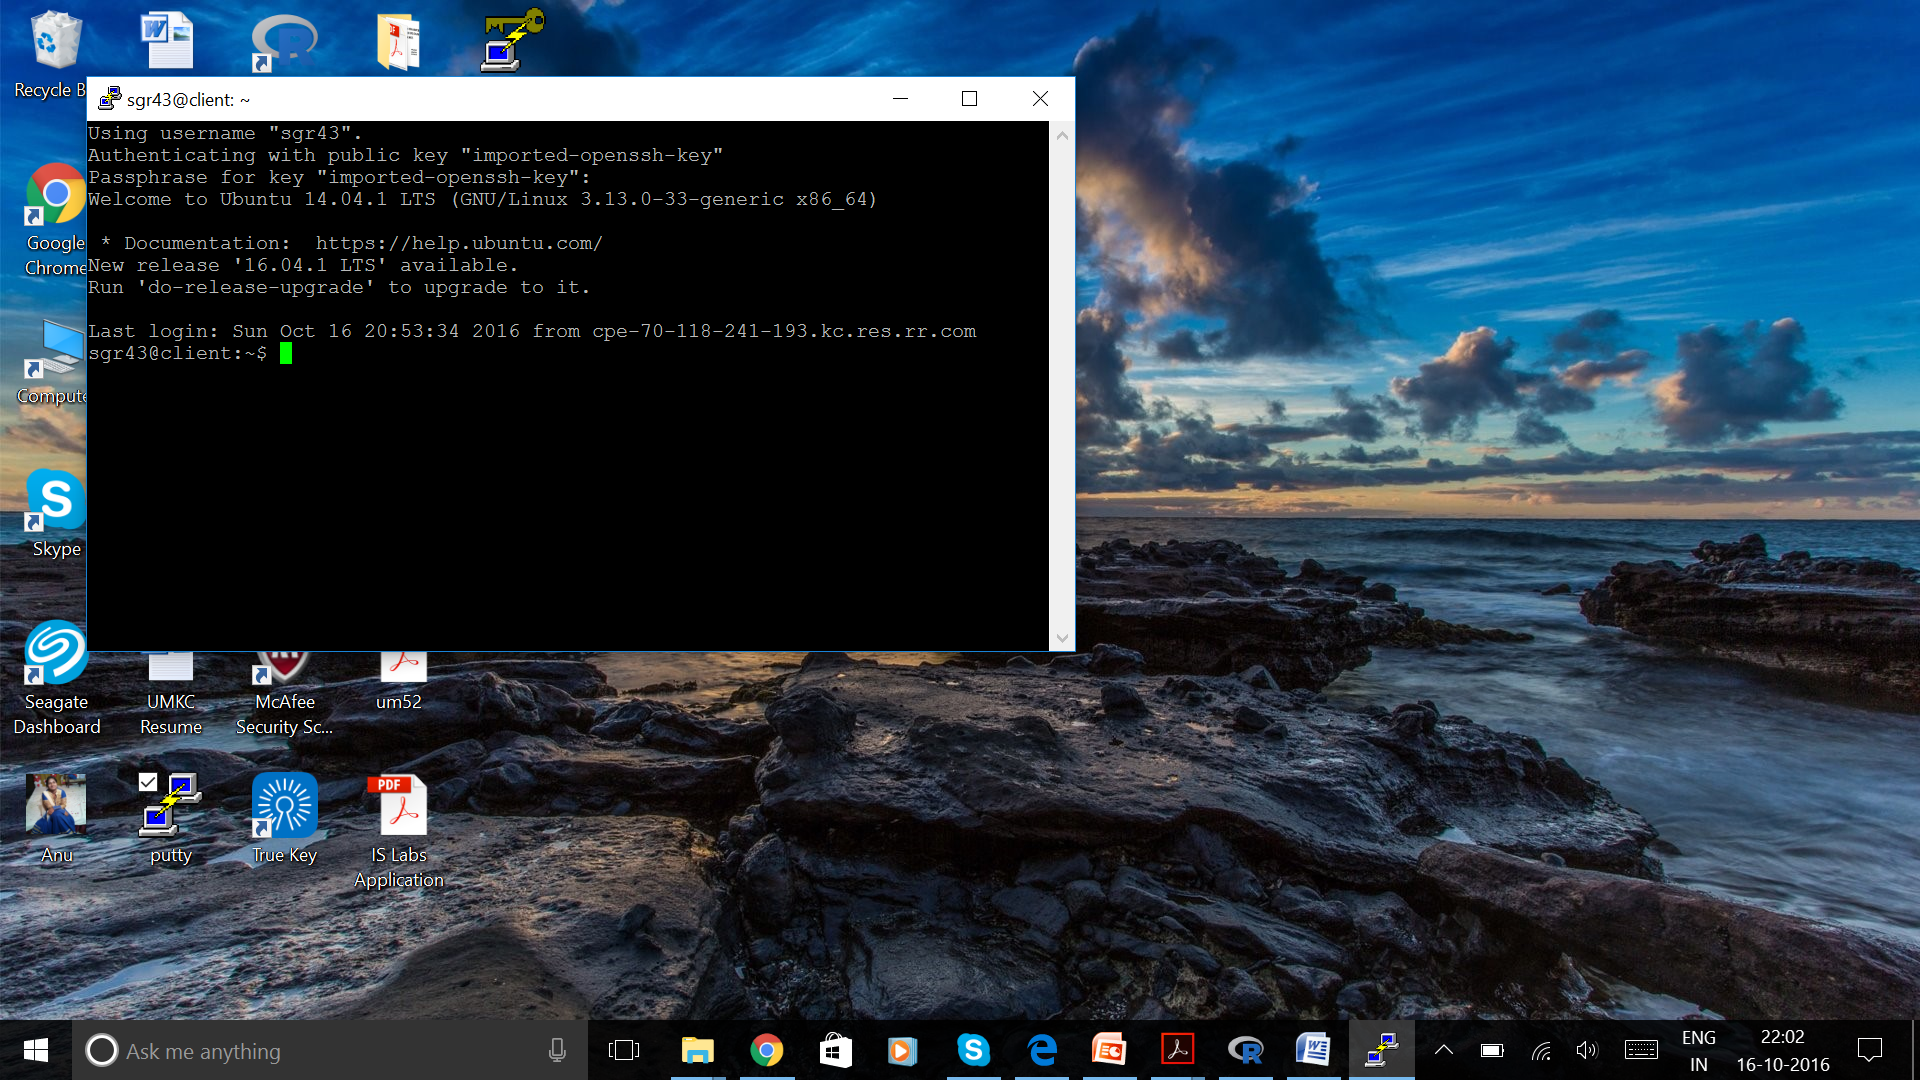 Recycle B
sgr43@client: ~
Using username "sgr43".
Authenticating with public key "imported-openssh-key"
Passphrase for key "imported-openssh-key":
Welcome to Ubuntu 14.04.1 LTS (GNU/Linux 3.13.0-33-generic x86_64)
* Documentation:  https://help.ubuntu.com/
New release '16.04.1 LTS' available.
Run 'do-release-upgrade' to upgrade to it.
Last login: Sun Oct 16 20:53:34 2016 from cpe-70-118-241-193.kc.res.rr.com
sgr43@client:~$
Google
Chrome
Compute
Skype
Seagate
Dashboard
UMKC
Resume
McAfee
Security Sc...
um52
Anu
putty
True Key
PDF
IS Labs
Application
Ask me anything
ENG
IN
22:02
16-10-2016